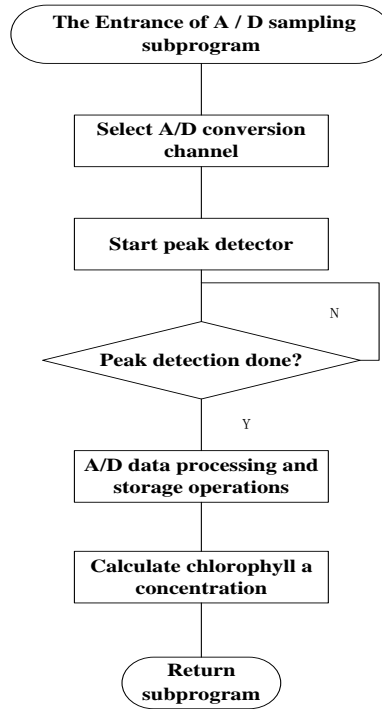 The Entrance of A / D sampling
subprogram
Select A/D conversion
channel
Start peak detector
N
Peak detection done?
Y
A/D data processing and
storage operations
Calculate chlorophyll a
concentration
Return
subprogram